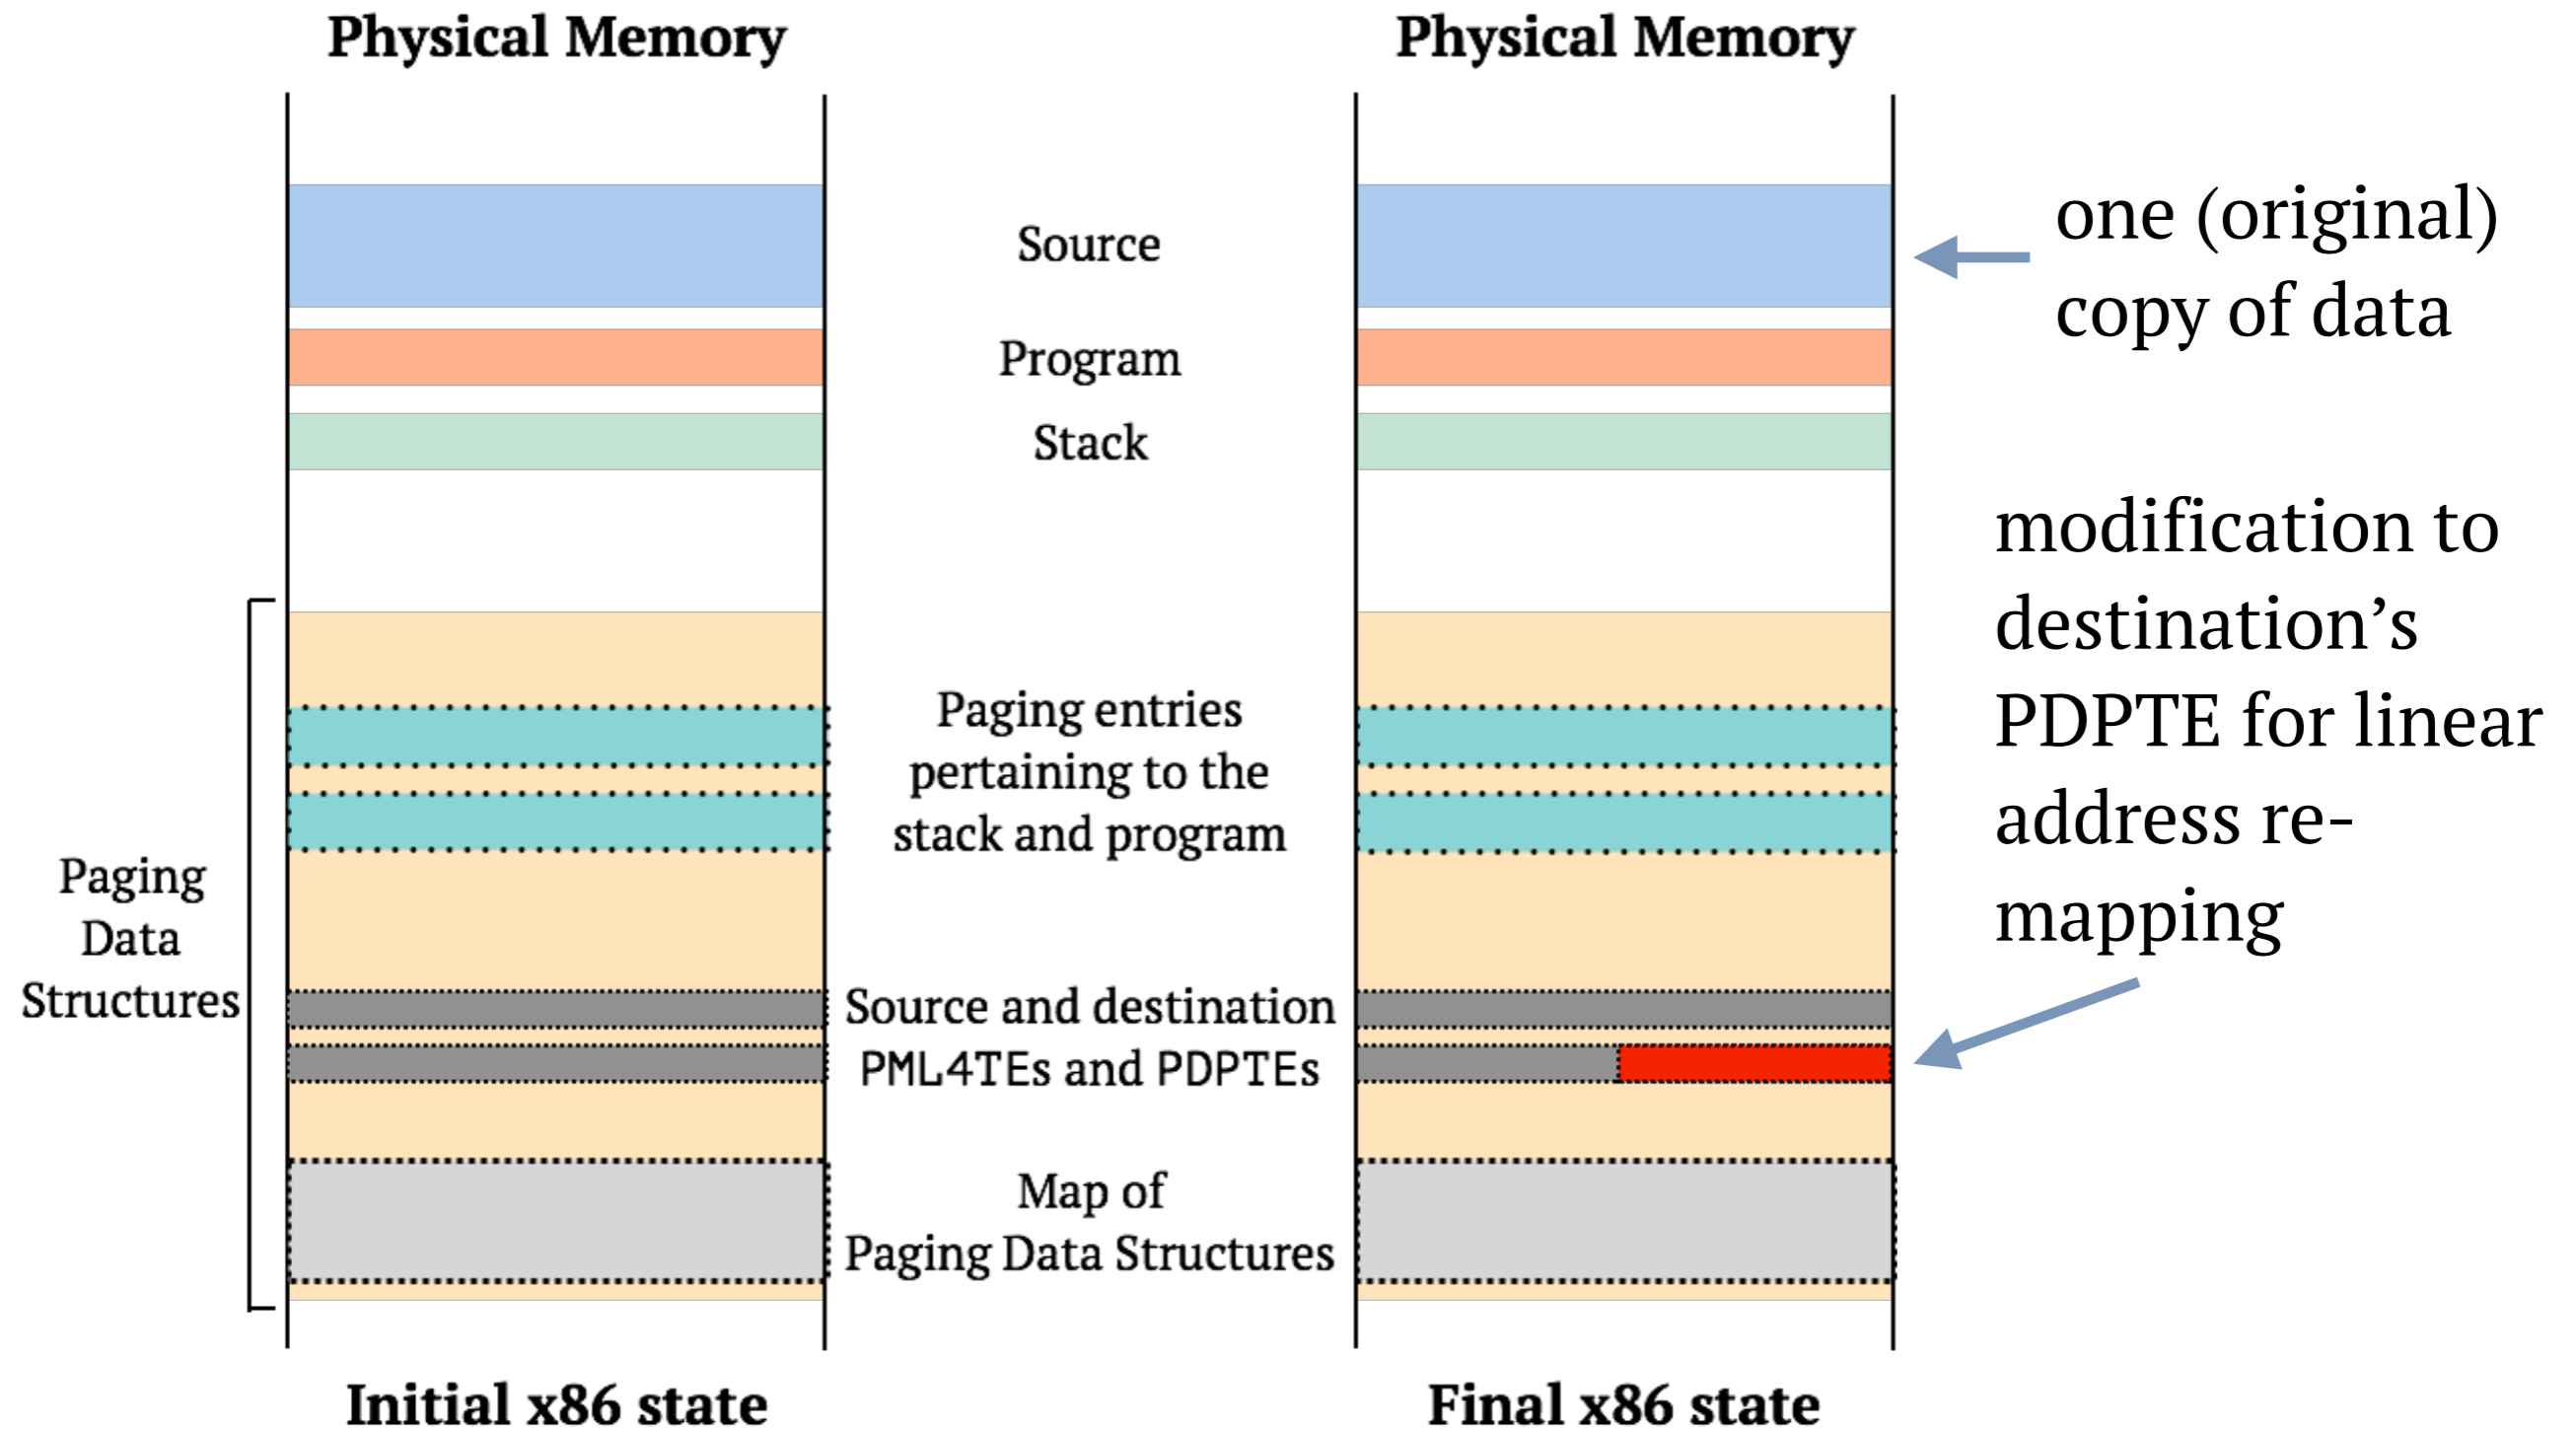 Physical Memory
Physical Memory
Source
Program
Stack
one (original)
copy of data
modification to
destination’s
PDPTE for linear
address re-
mapping
Paging entries
pertaining to the
stack and program
Paging
Data
Structures
Source and destination
PML4TEs and PDPTEs
Map of
Paging Data Structures
Initial x86 state
Final x86 state